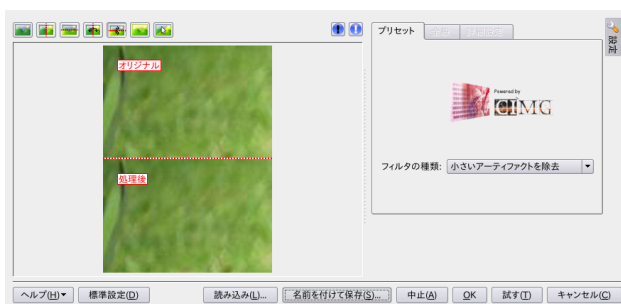 プリセット
設定
オリジナル
Powered by
CIMG
フィルタの種類: 小さいアーティファクトを除去
処理後
ヘルプ(H) 標準設定(D) 読み込み(L)... 名前を付けて保存(S)... 中止(A) OK 試す(T) キャンセル(C)